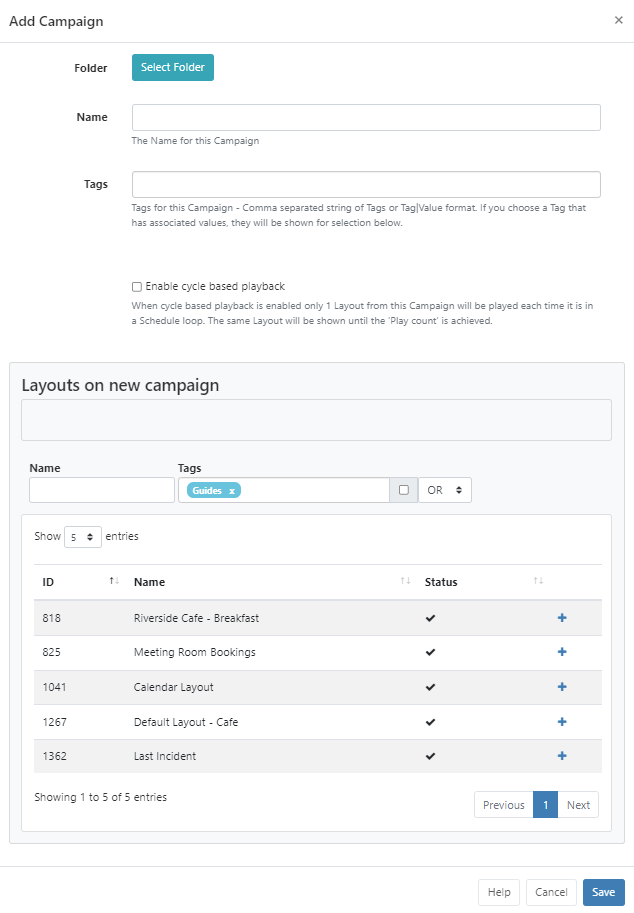 Add Campaign ×
Folder Select Folder
Name
The Name for this Campaign
Tags
Tags for this Campaign - Comma separated string of Tags or Tag|Value format. If you choose a Tag that
has associated values, they will be shown for selection below.
Enable cycle based playback
When cycle based playback is enabled only 1 Layout from this Campaign will be played each time it is in
a Schedule loop. The same Layout will be shown until the 'Play count' is achieved.
Layouts on new campaign
Name Tags
Guides x OR
Show 5 entries
ID Name Status
818 Riverside Cafe - Breakfast
825 Meeting Room Bookings
1041 Calendar Layout
1267 Default Layout - Cafe
1362 Last Incident
Showing 1 to 5 of 5 entries
Previous 1 Next
Help Cancel Save